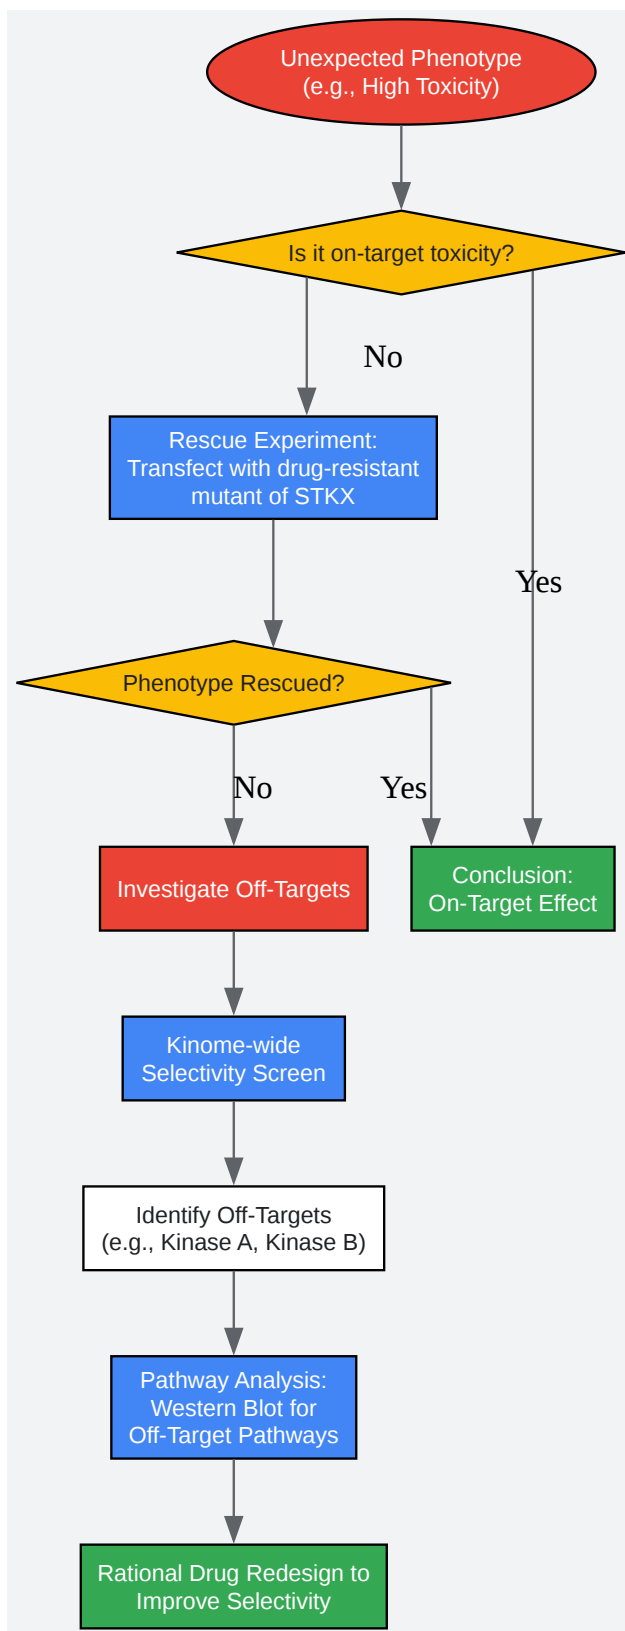 Unexpected Phenotype
(e.g., High Toxicity)
Is it on-target toxicity?
No
Rescue Experiment:
Transfect with drug-resistant
mutant of STKX
Yes
Phenotype Rescued?
No
Yes
Investigate Off-Targets
Conclusion:
On-Target Effect
Kinome-wide
Selectivity Screen
Identify Off-Targets
(e.g., Kinase A, Kinase B)
Pathway Analysis:
Western Blot for
Off-Target Pathways
Rational Drug Redesign to
Improve Selectivity